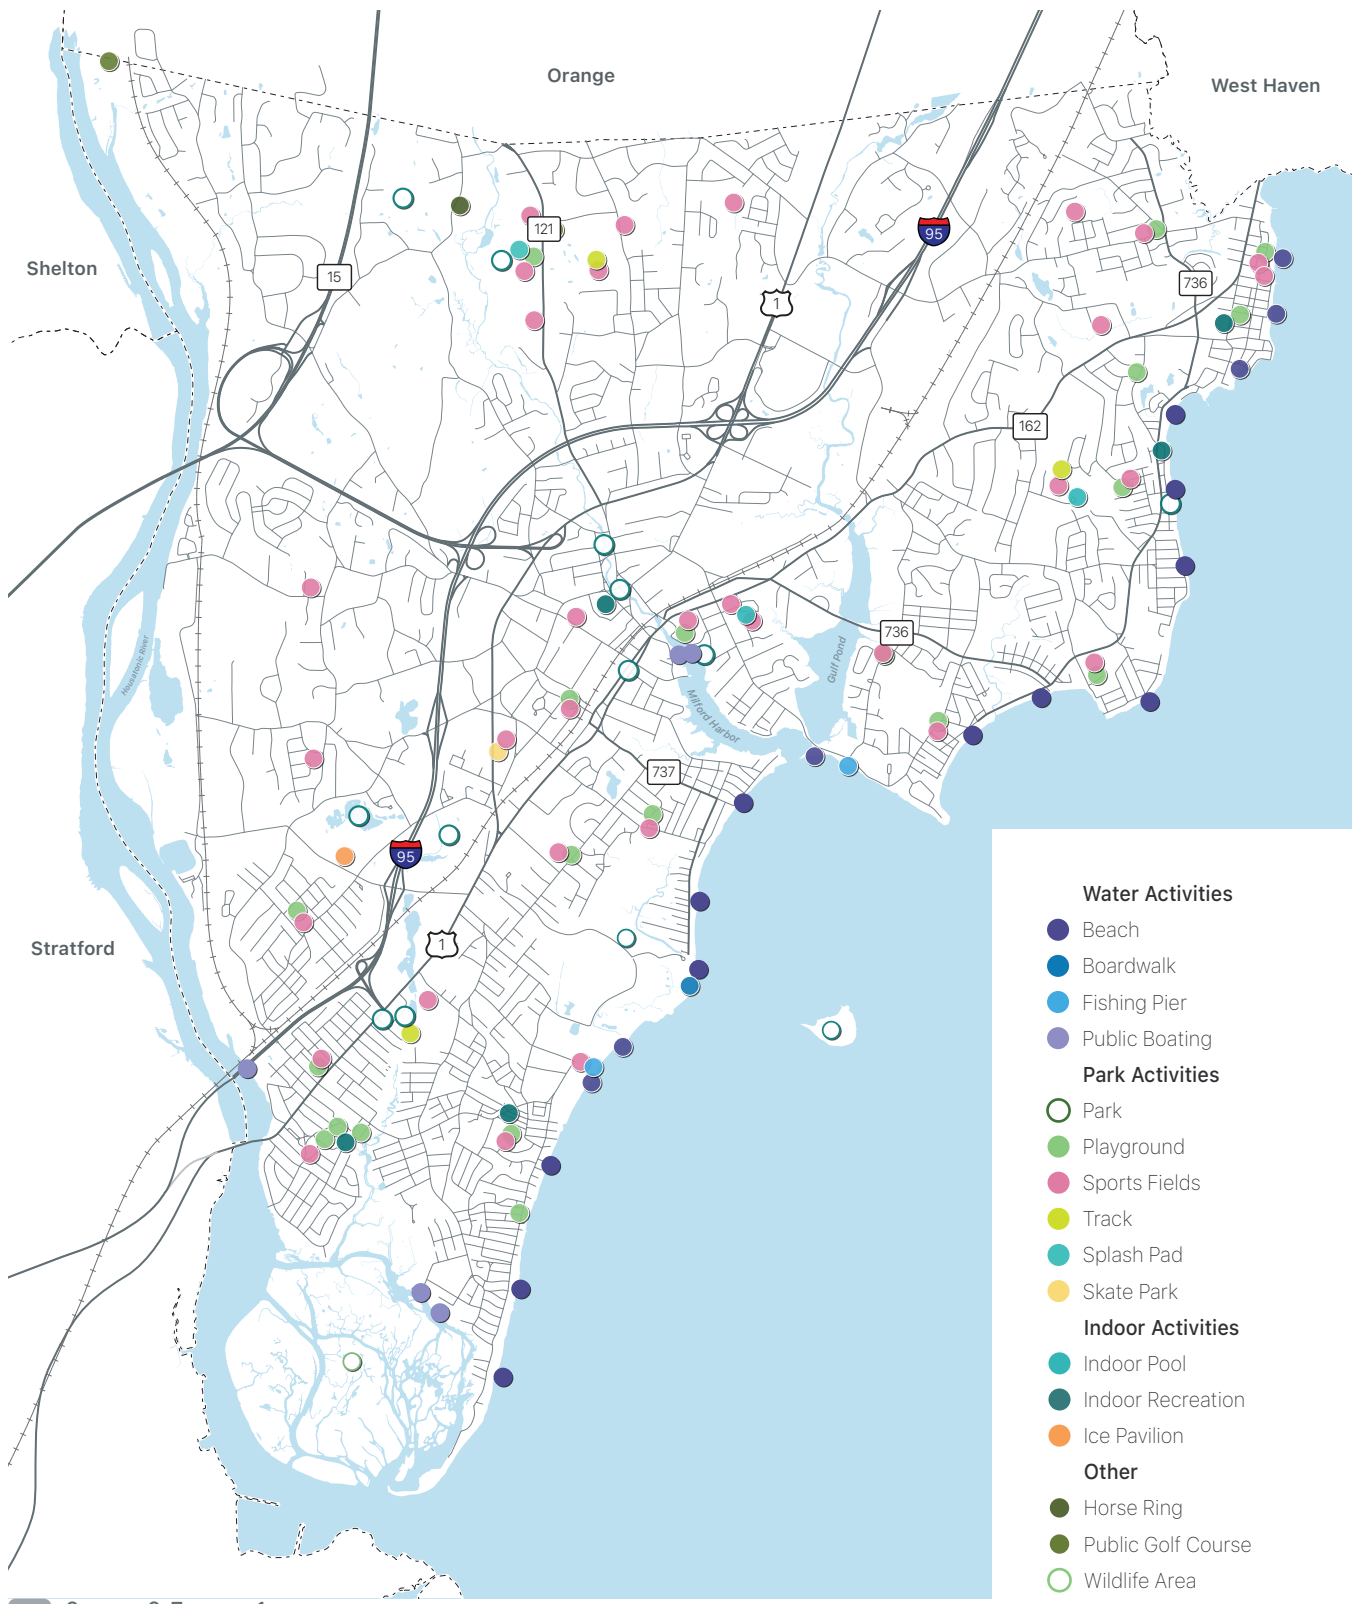 Orange
West Haven
Shelton
121
95
15
1
736
162
Housatonic River
736
Gulf Pond
Milford Harbor
737
95
Stratford
1
Water Activities
Beach
Boardwalk
Fishing Pier
Public Boating
Park Activities
Park
Playground
Sports Fields
Track
Splash Pad
Skate Park
Indoor Activities
Indoor Pool
Indoor Recreation
Ice Pavilion
Other
Horse Ring
Public Golf Course
Wildlife Area